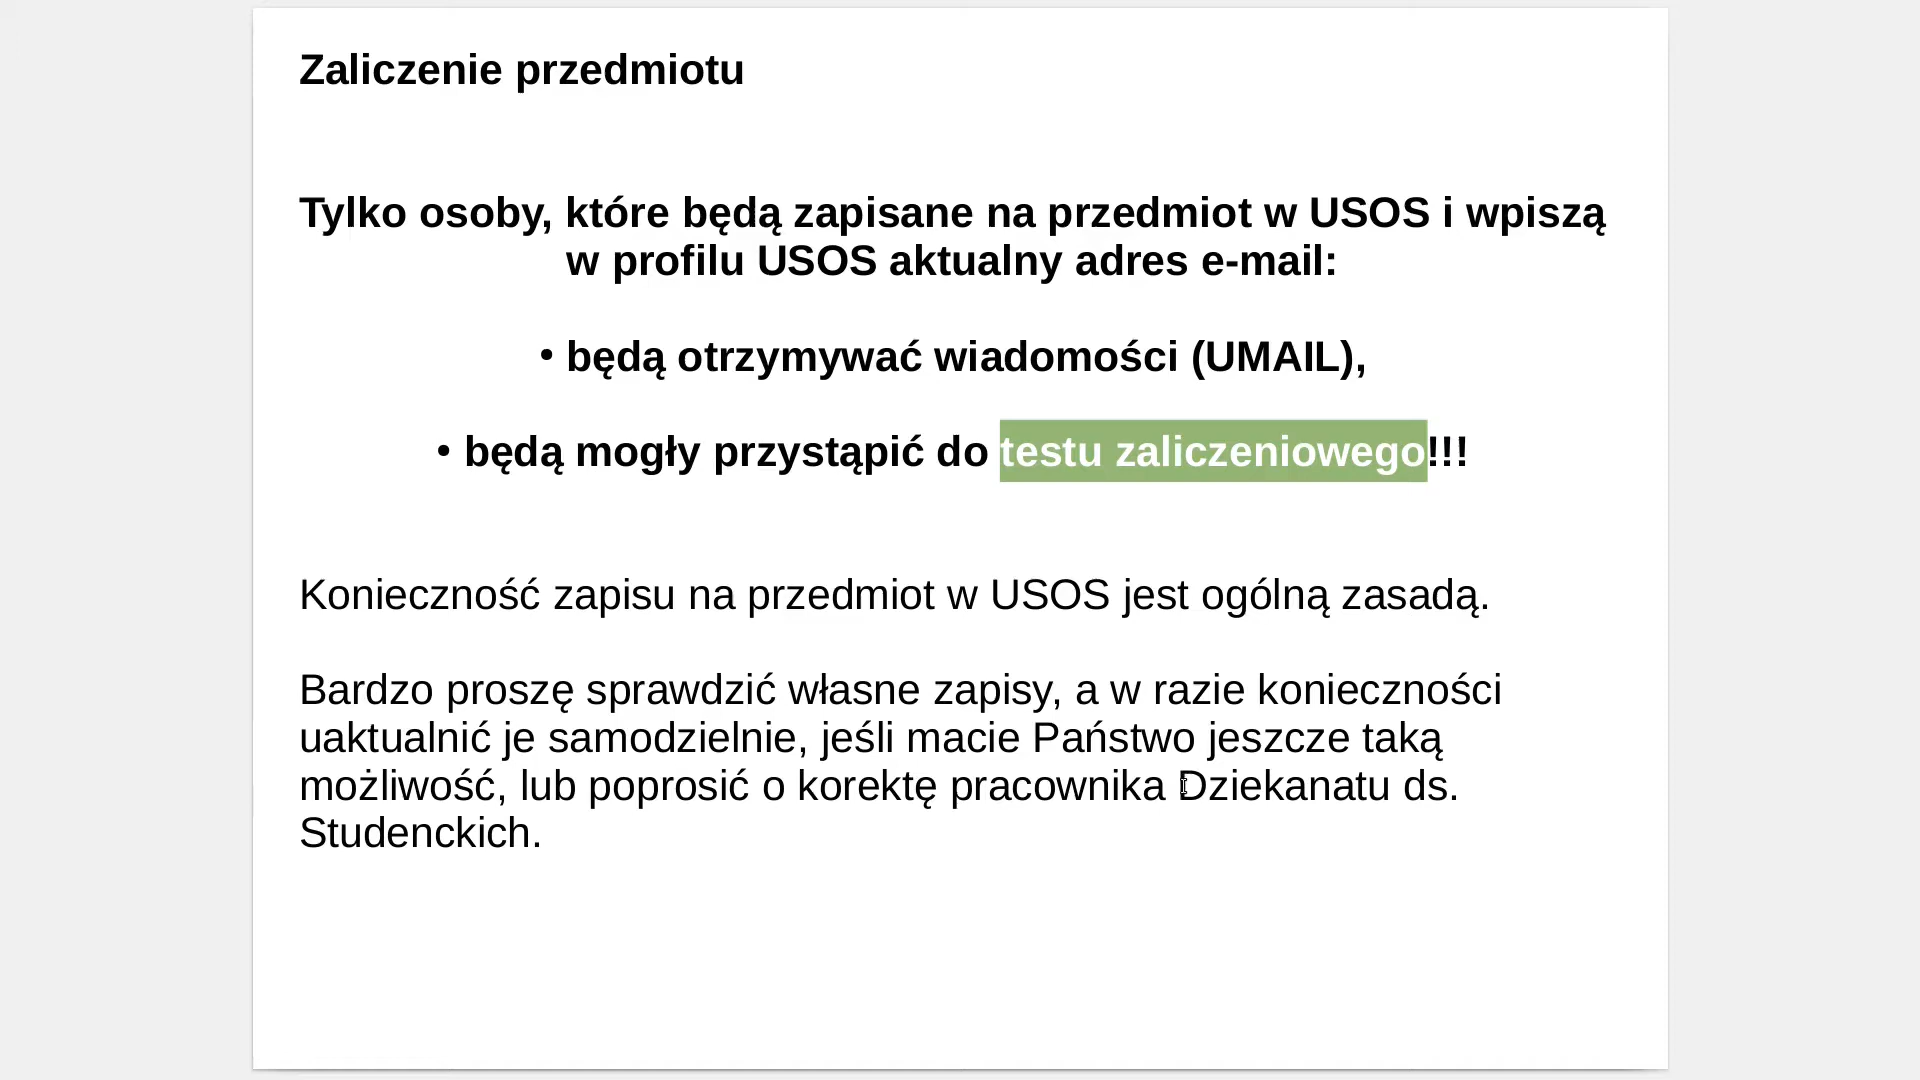 Zaliczenie przedmiotu
Tylko osoby, które będą zapisane na przedmiot w USOS i wpiszą
w profilu USOS aktualny adres e-mail:
• będą otrzymywać wiadomości (UMAIL),
• będą mogły przystąpić do testu zaliczeniowego!!!
Konieczność zapisu na przedmiot w USOS jest ogólną zasadą.
Bardzo proszę sprawdzić własne zapisy, a w razie konieczności
uaktualnić je samodzielnie, jeśli macie Państwo jeszcze taką
możliwość, lub poprosić o korektę pracownika Dziekanatu ds.
Studenckich.